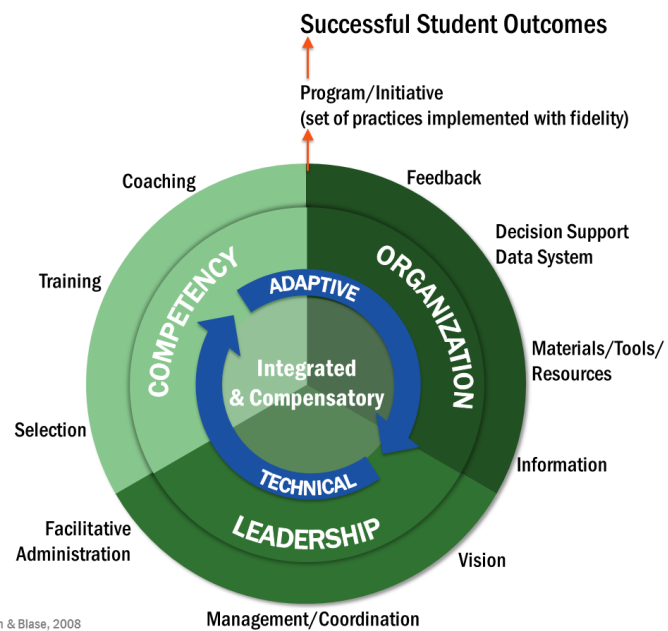 Successful Student Outcomes
Program/Initiative
(set of practices implemented with fidelity)
Coaching
Feedback
Decision Support
Data System
Training
COMPETENCY
ORGANIZATION
ADAPTIVE
Materials/Tools/
Resources
Integrated
& Compensatory
Selection
Information
TECHNICAL
LEADERSHIP
Facilitative
Administration
Vision
Management/Coordination
& Blase, 2008